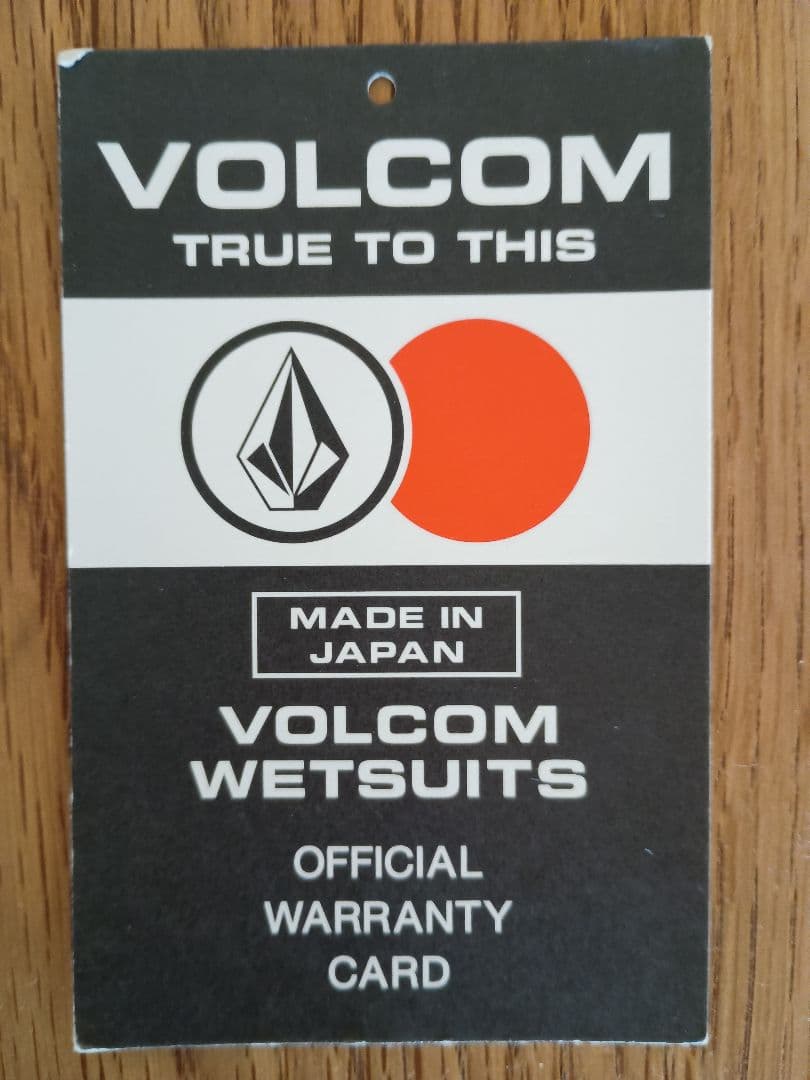 VOLCOM
TRUE TO THIS
MADE IN
JAPAN
VOLCOM
WETSUITS
OFFICIAL
WARRANTY
CARD